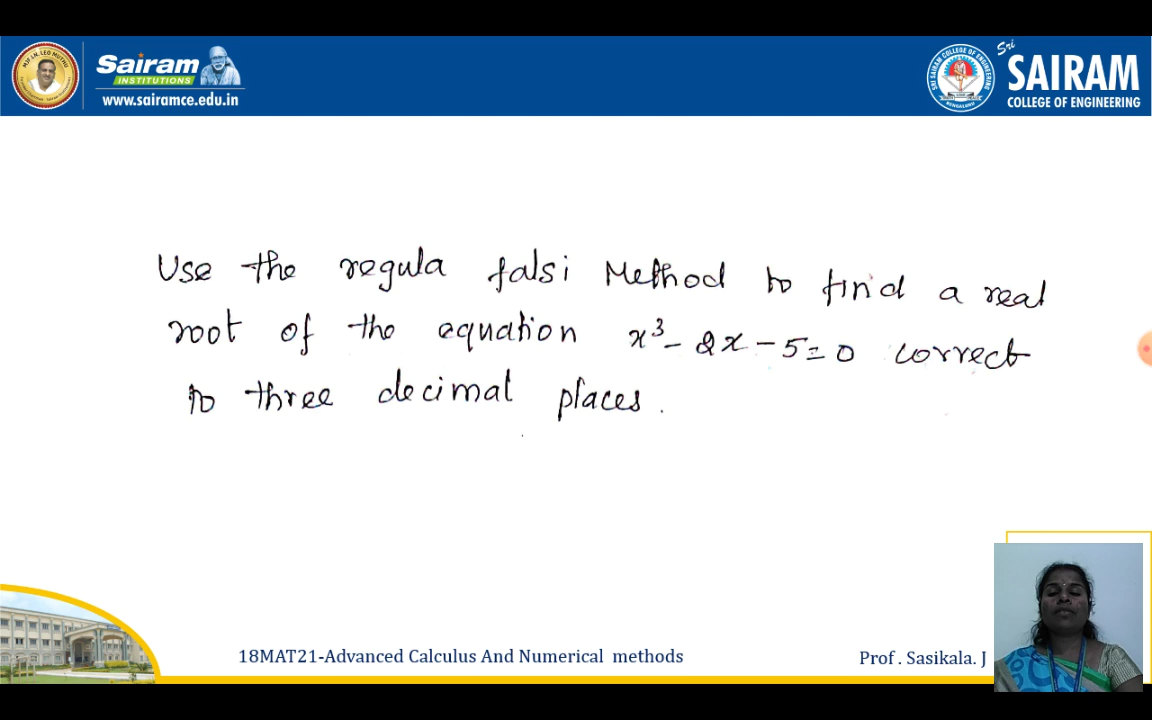 Sairam
INSTITUTIONS
www.sairamce.edu.in
Sri
SAIRAM
COLLEGE OF ENGINEERING
Use the regula falsi Method to find a real
root of the equation x³ - 2x - 5 = 0 correct
to three decimal places.
18MAT21-Advanced Calculus And Numerical methods
Prof . Sasikala. J